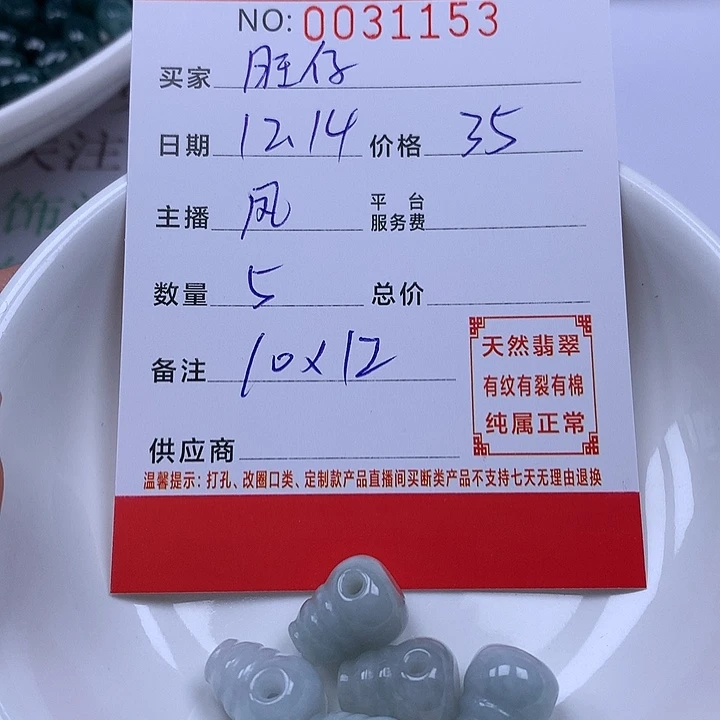 NO: 0031153
买家 旺仔
日期 12.14 价格 35
主播 凤 平台服务费
数量 5 总价
备注 10x12
天然翡翠
有纹有裂有棉
纯属正常
供应商
温馨提示：打孔、改圈口类、定制款产品直播间买断类产品不支持七天无理由退换
关注
饰